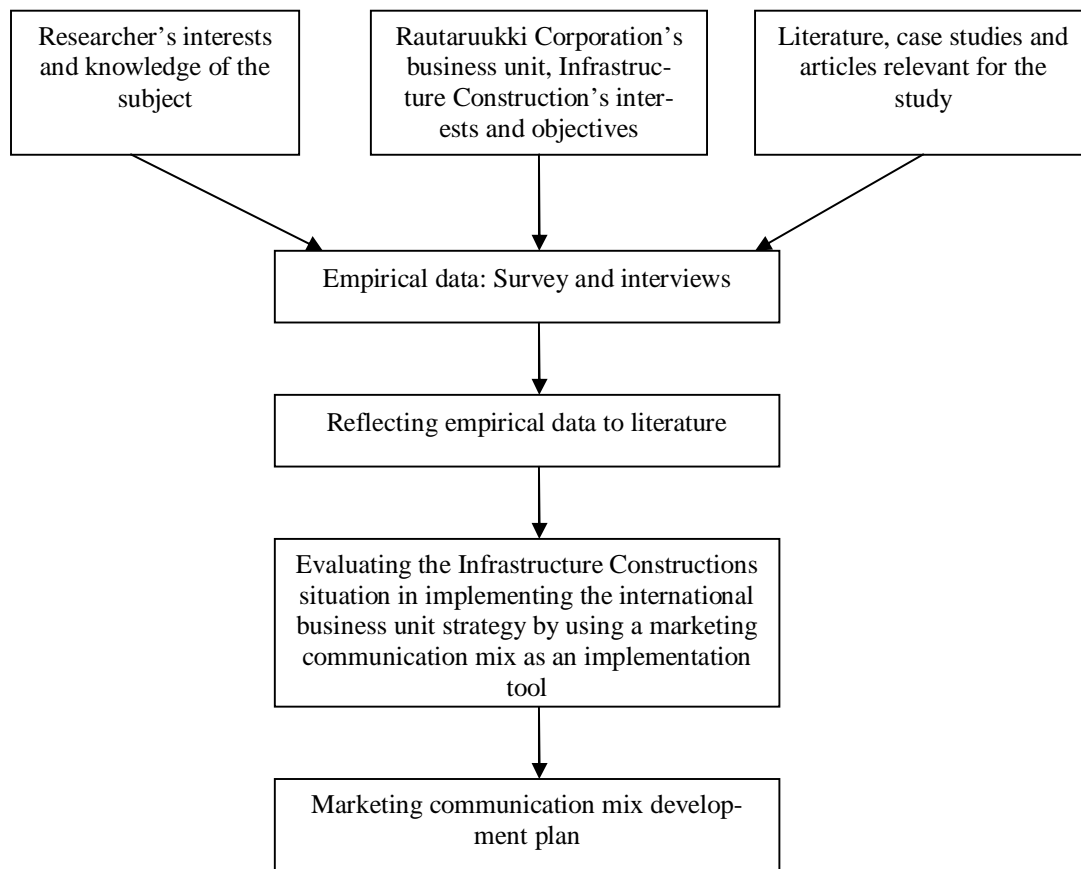 Researcher’s interests
and knowledge of the
subject
Rautaruukki Corporation’s
business unit, Infrastruc-
ture Construction’s inter-
ests and objectives
Literature, case studies and
articles relevant for the
study
Empirical data: Survey and interviews
Reflecting empirical data to literature
Evaluating the Infrastructure Constructions
situation in implementing the international
business unit strategy by using a marketing
communication mix as an implementation
tool
Marketing communication mix develop-
ment plan